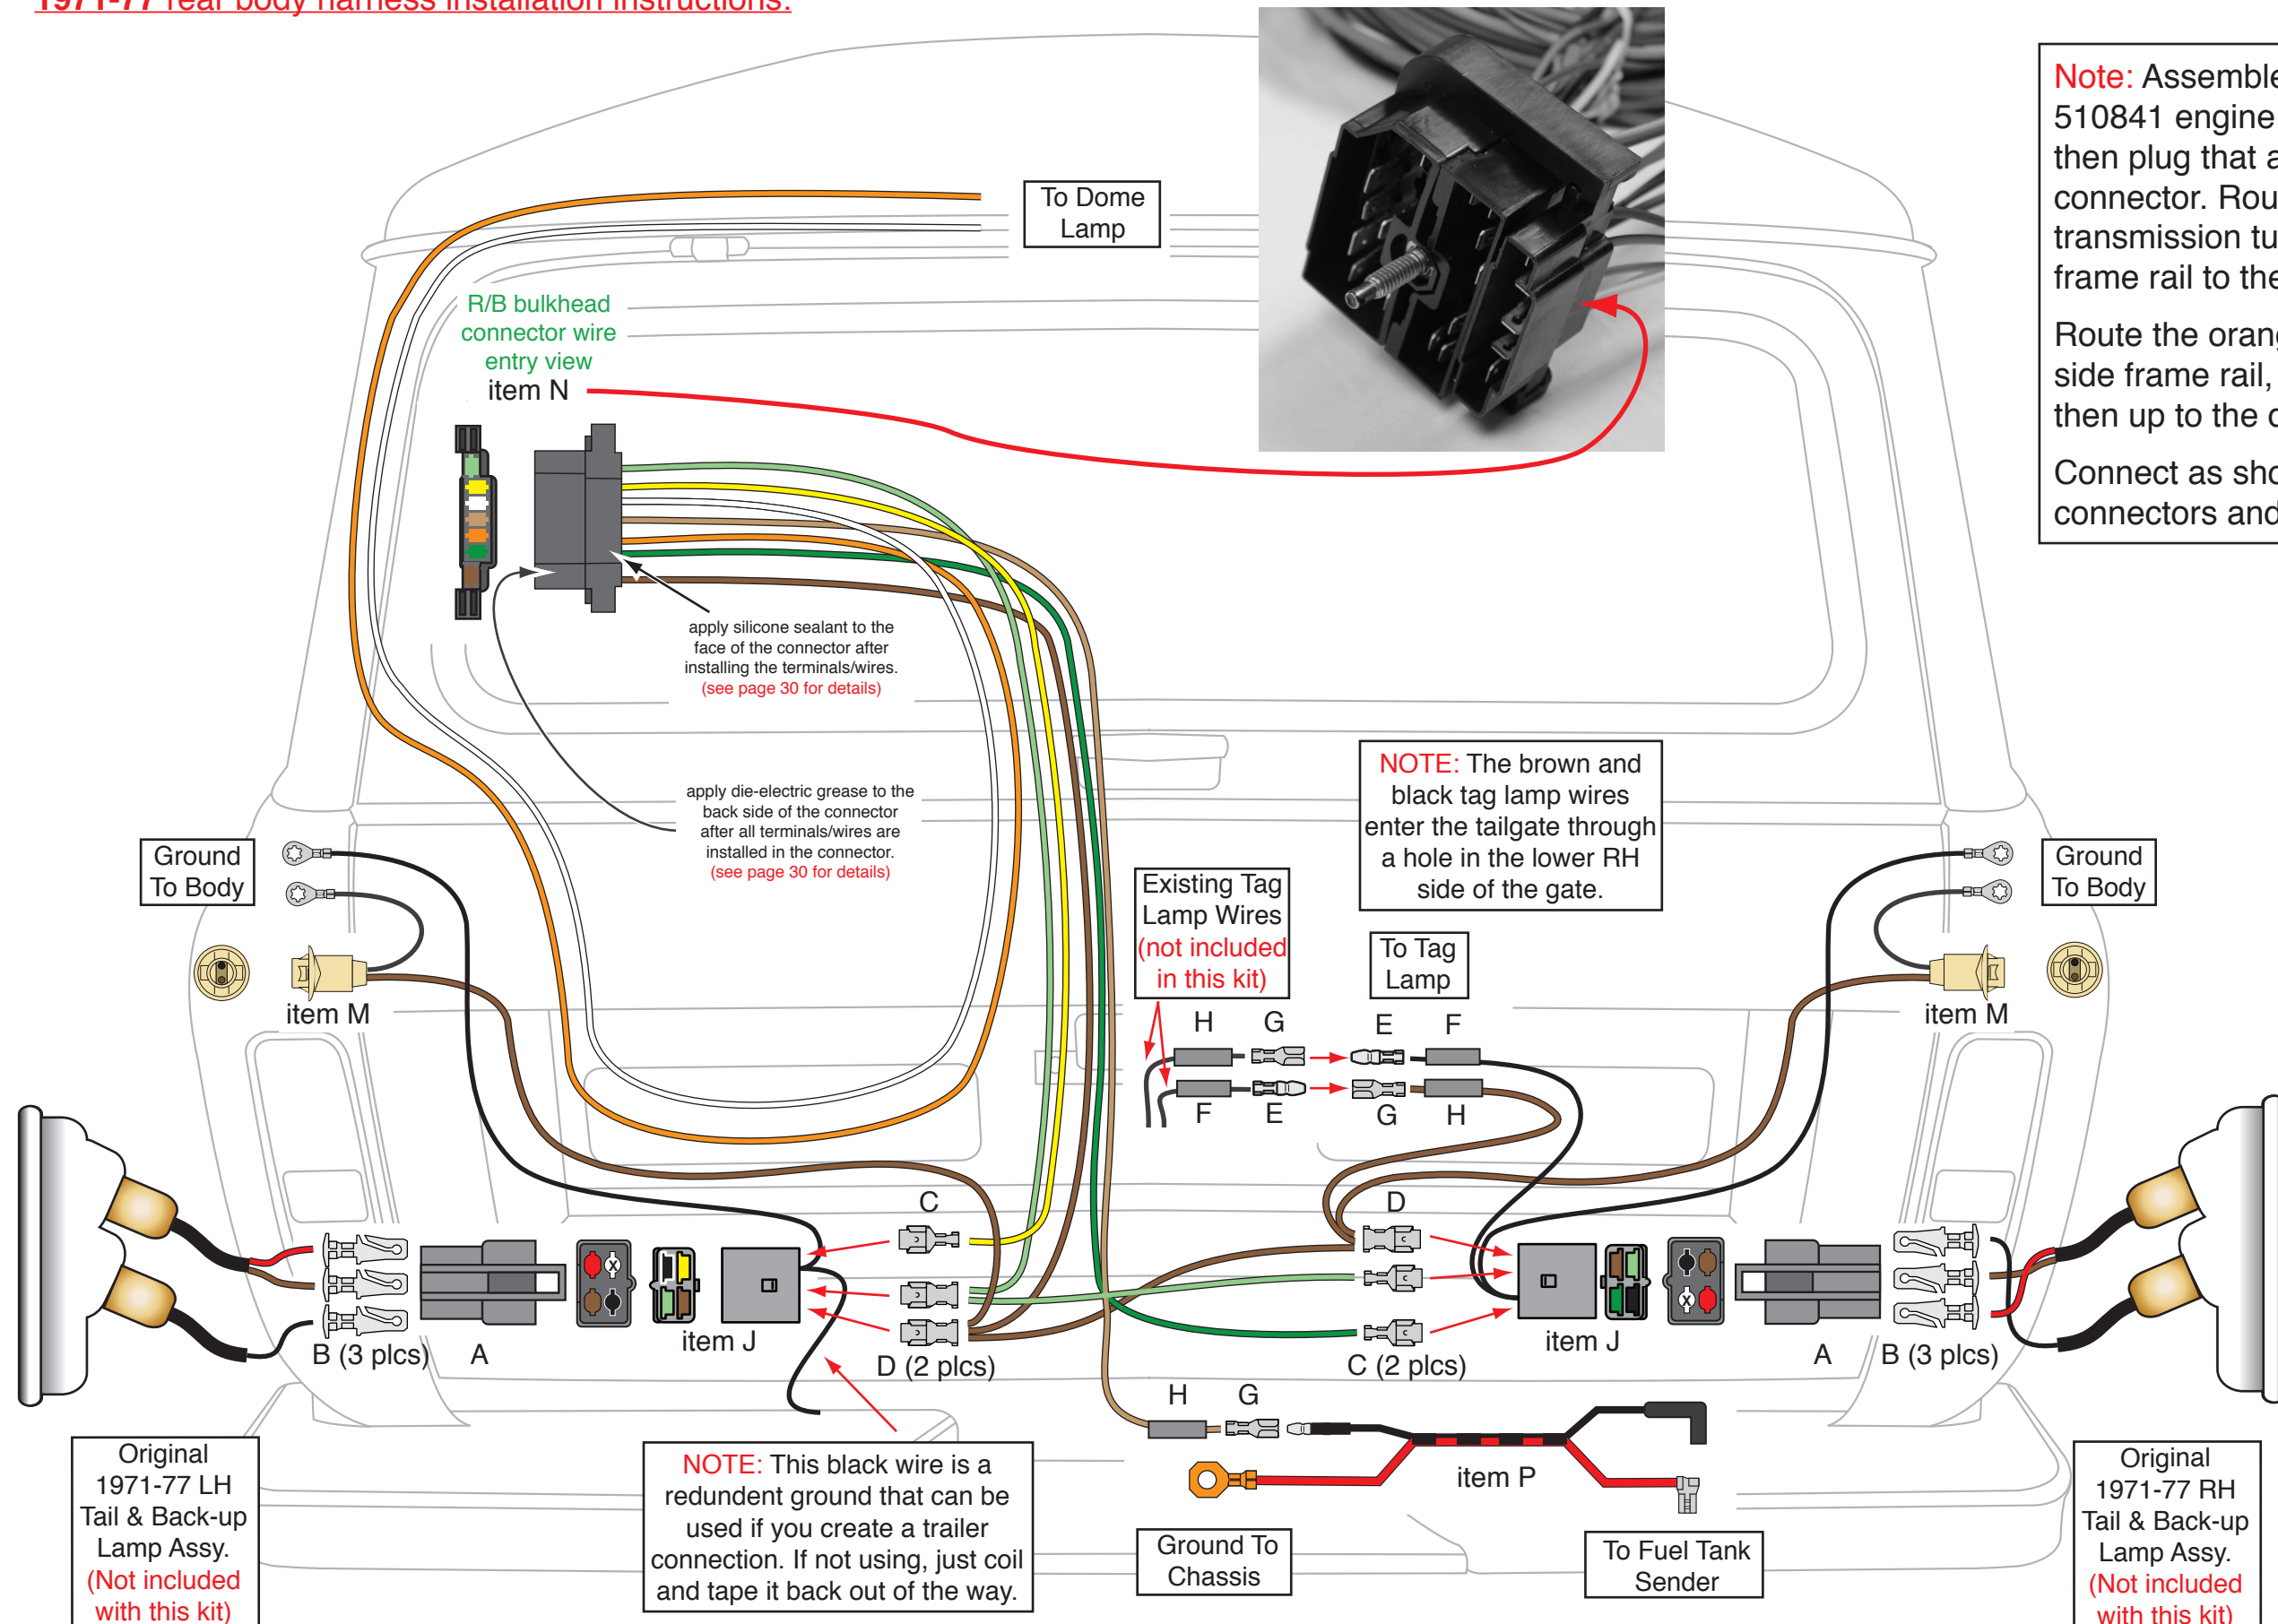 1971-77 rear body harness installation instructions:
To Dome
Lamp
R/B bulkhead
connector wire
entry view
item N
Note: Assemble
510841 engine
then plug that a
connector. Rou
transmission tu
frame rail to the
Route the orang
side frame rail,
then up to the d
Connect as sho
connectors and
apply silicone sealant to the
face of the connector after
installing the terminals/wires.
(see page 30 for details)
apply die-electric grease to the
back side of the connector
after all terminals/wires are
installed in the connector.
(see page 30 for details)
NOTE: The brown and
black tag lamp wires
enter the tailgate through
a hole in the lower RH
side of the gate.
Ground
To Body
Existing Tag
Lamp Wires
(not included
in this kit)
To Tag
Lamp
Ground
To Body
item M
item M
H G E F
F E G H
C
D
X
X
item J
item J
B (3 plcs)
A
D (2 plcs)
C (2 plcs)
A
B (3 plcs)
H G
item P
Original
1971-77 LH
Tail & Back-up
Lamp Assy.
(Not included
with this kit)
NOTE: This black wire is a
redundent ground that can be
used if you create a trailer
connection. If not using, just coil
and tape it back out of the way.
Ground To
Chassis
To Fuel Tank
Sender
Original
1971-77 RH
Tail & Back-up
Lamp Assy.
(Not included
with this kit)